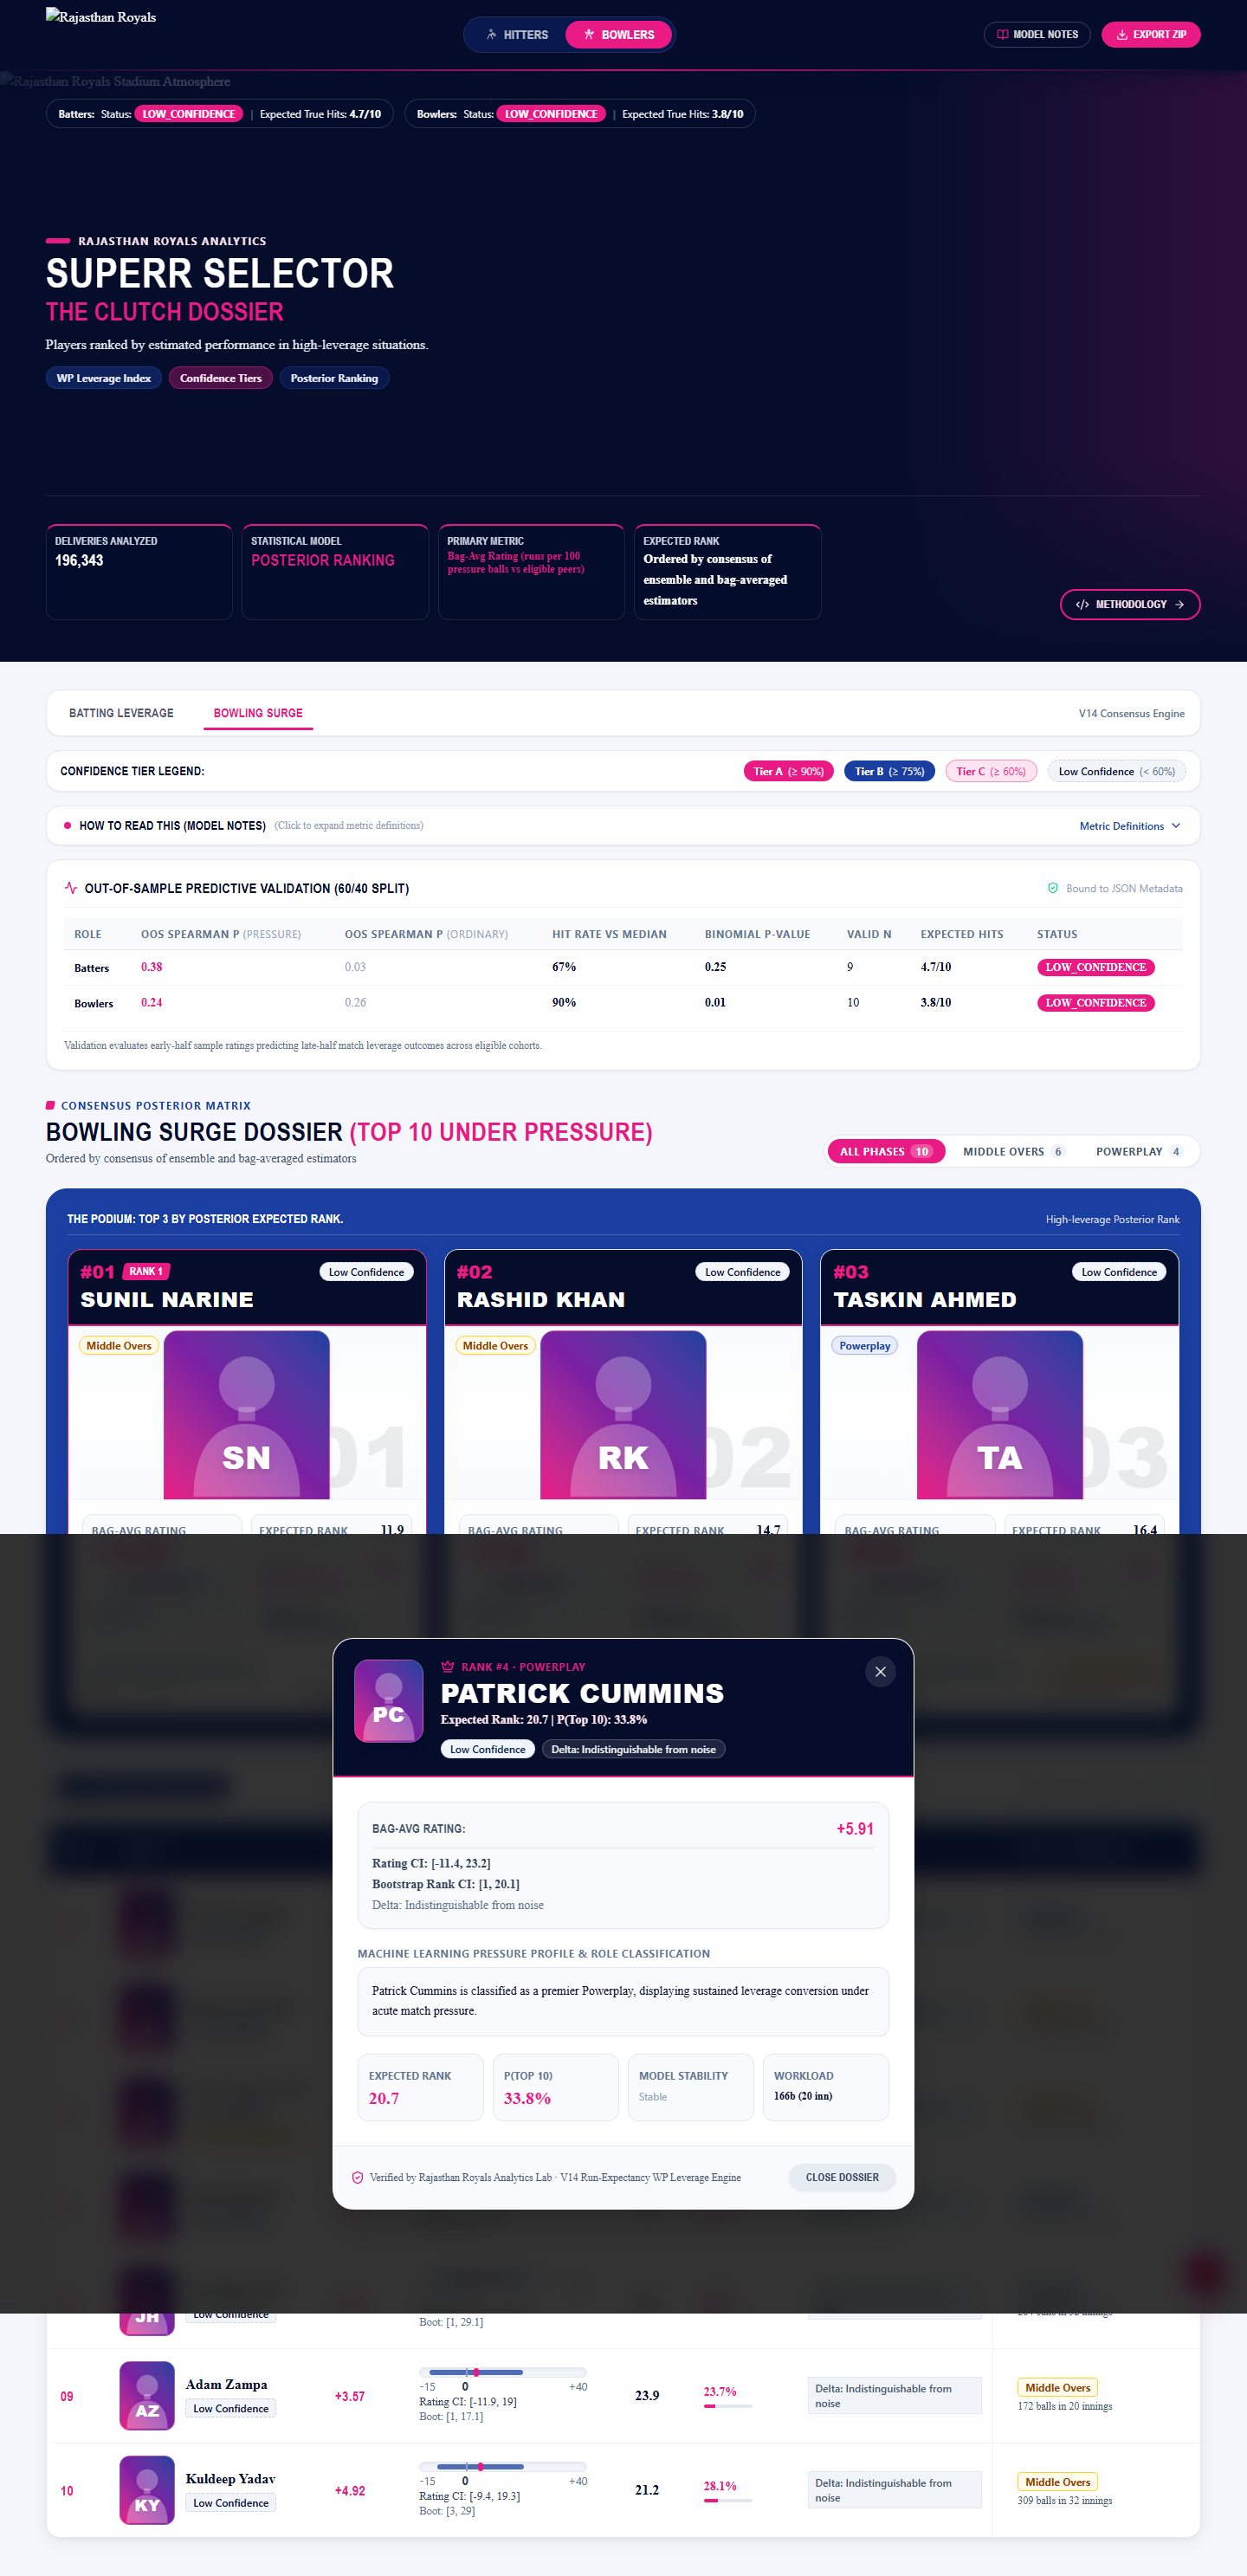 Rajasthan Royals
HITTERS
BOWLERS
MODEL NOTES
EXPORT ZIP
Rajasthan Royals Stadium Atmosphere
Batters: Status: LOW_CONFIDENCE | Expected True Hits: 4.7/10
Bowlers: Status: LOW_CONFIDENCE | Expected True Hits: 3.8/10
RAJASTHAN ROYALS ANALYTICS
SUPERR SELECTOR
THE CLUTCH DOSSIER
Players ranked by estimated performance in high-leverage situations.
WP Leverage Index
Confidence Tiers
Posterior Ranking
DELIVERIES ANALYZED
196,343
STATISTICAL MODEL
POSTERIOR RANKING
PRIMARY METRIC
Bag-Avg Rating (runs per 100
pressure balls vs eligible peers)
EXPECTED RANK
Ordered by consensus of
ensemble and bag-averaged
estimators
METHODOLOGY
BATTING LEVERAGE
BOWLING SURGE
V14 Consensus Engine
CONFIDENCE TIER LEGEND:
Tier A (≥ 90%)
Tier B (≥ 75%)
Tier C (≥ 60%)
Low Confidence (< 60%)
HOW TO READ THIS (MODEL NOTES) (Click to expand metric definitions)
Metric Definitions
OUT-OF-SAMPLE PREDICTIVE VALIDATION (60/40 SPLIT)
Bound to JSON Metadata
ROLE OOS SPEARMAN Ρ (PRESSURE) OOS SPEARMAN Ρ (ORDINARY) HIT RATE VS MEDIAN BINOMIAL P-VALUE VALID N EXPECTED HITS STATUS
Batters 0.38 0.03 67% 0.25 9 4.7/10 LOW_CONFIDENCE
Bowlers 0.24 0.26 90% 0.01 10 3.8/10 LOW_CONFIDENCE
Validation evaluates early-half sample ratings predicting late-half match leverage outcomes across eligible cohorts.
CONSENSUS POSTERIOR MATRIX
BOWLING SURGE DOSSIER (TOP 10 UNDER PRESSURE)
Ordered by consensus of ensemble and bag-averaged estimators
ALL PHASES 10
MIDDLE OVERS 6
POWERPLAY 4
THE PODIUM: TOP 3 BY POSTERIOR EXPECTED RANK.
High-leverage Posterior Rank
#01 RANK 1
Low Confidence
SUNIL NARINE
Middle Overs
SN
01
BAG-AVG RATING
EXPECTED RANK 11.9
#02
Low Confidence
RASHID KHAN
Middle Overs
RK
02
BAG-AVG RATING
EXPECTED RANK 14.7
#03
Low Confidence
TASKIN AHMED
Powerplay
TA
03
BAG-AVG RATING
EXPECTED RANK 16.4
PC
RANK #4 · POWERPLAY
PATRICK CUMMINS
Expected Rank: 20.7 | P(Top 10): 33.8%
Low Confidence
Delta: Indistinguishable from noise
BAG-AVG RATING:
+5.91
Rating CI: [-11.4, 23.2]
Bootstrap Rank CI: [1, 20.1]
Delta: Indistinguishable from noise
MACHINE LEARNING PRESSURE PROFILE & ROLE CLASSIFICATION
Patrick Cummins is classified as a premier Powerplay, displaying sustained leverage conversion under
acute match pressure.
EXPECTED RANK
20.7
P(TOP 10)
33.8%
MODEL STABILITY
Stable
WORKLOAD
166b (20 inn)
Verified by Rajasthan Royals Analytics Lab · V14 Run-Expectancy WP Leverage Engine
CLOSE DOSSIER
JH
Low Confidence
Boot: [1, 29.1]
09
AZ
Adam Zampa
Low Confidence
+3.57
-15 0 +40
Rating CI: [-11.9, 19]
Boot: [1, 17.1]
23.9
23.7%
Delta: Indistinguishable from
noise
Middle Overs
172 balls in 20 innings
10
KY
Kuldeep Yadav
Low Confidence
+4.92
-15 0 +40
Rating CI: [-9.4, 19.3]
Boot: [3, 29]
21.2
28.1%
Delta: Indistinguishable from
noise
Middle Overs
309 balls in 32 innings